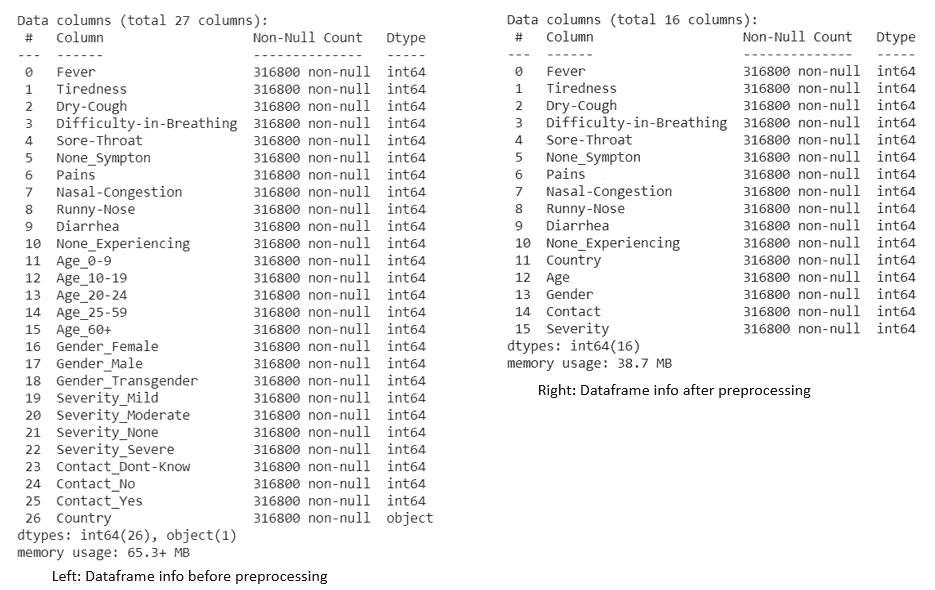 Data columns (total 27 columns):
# Column Non-Null Count Dtype
--- ------ -------------- -----
0 Fever 316800 non-null int64
1 Tiredness 316800 non-null int64
2 Dry-Cough 316800 non-null int64
3 Difficulty-in-Breathing 316800 non-null int64
4 Sore-Throat 316800 non-null int64
5 None_Sympton 316800 non-null int64
6 Pains 316800 non-null int64
7 Nasal-Congestion 316800 non-null int64
8 Runny-Nose 316800 non-null int64
9 Diarrhea 316800 non-null int64
10 None_Experiencing 316800 non-null int64
11 Age_0-9 316800 non-null int64
12 Age_10-19 316800 non-null int64
13 Age_20-24 316800 non-null int64
14 Age_25-59 316800 non-null int64
15 Age_60+ 316800 non-null int64
16 Gender_Female 316800 non-null int64
17 Gender_Male 316800 non-null int64
18 Gender_Transgender 316800 non-null int64
19 Severity_Mild 316800 non-null int64
20 Severity_Moderate 316800 non-null int64
21 Severity_None 316800 non-null int64
22 Severity_Severe 316800 non-null int64
23 Contact_Dont-Know 316800 non-null int64
24 Contact_No 316800 non-null int64
25 Contact_Yes 316800 non-null int64
26 Country 316800 non-null object
dtypes: int64(26), object(1)
memory usage: 65.3+ MB
Left: Dataframe info before preprocessing
Data columns (total 16 columns):
# Column Non-Null Count Dtype
--- ------ -------------- -----
0 Fever 316800 non-null int64
1 Tiredness 316800 non-null int64
2 Dry-Cough 316800 non-null int64
3 Difficulty-in-Breathing 316800 non-null int64
4 Sore-Throat 316800 non-null int64
5 None_Sympton 316800 non-null int64
6 Pains 316800 non-null int64
7 Nasal-Congestion 316800 non-null int64
8 Runny-Nose 316800 non-null int64
9 Diarrhea 316800 non-null int64
10 None_Experiencing 316800 non-null int64
11 Country 316800 non-null int64
12 Age 316800 non-null int64
13 Gender 316800 non-null int64
14 Contact 316800 non-null int64
15 Severity 316800 non-null int64
dtypes: int64(16)
memory usage: 38.7 MB
Right: Dataframe info after preprocessing